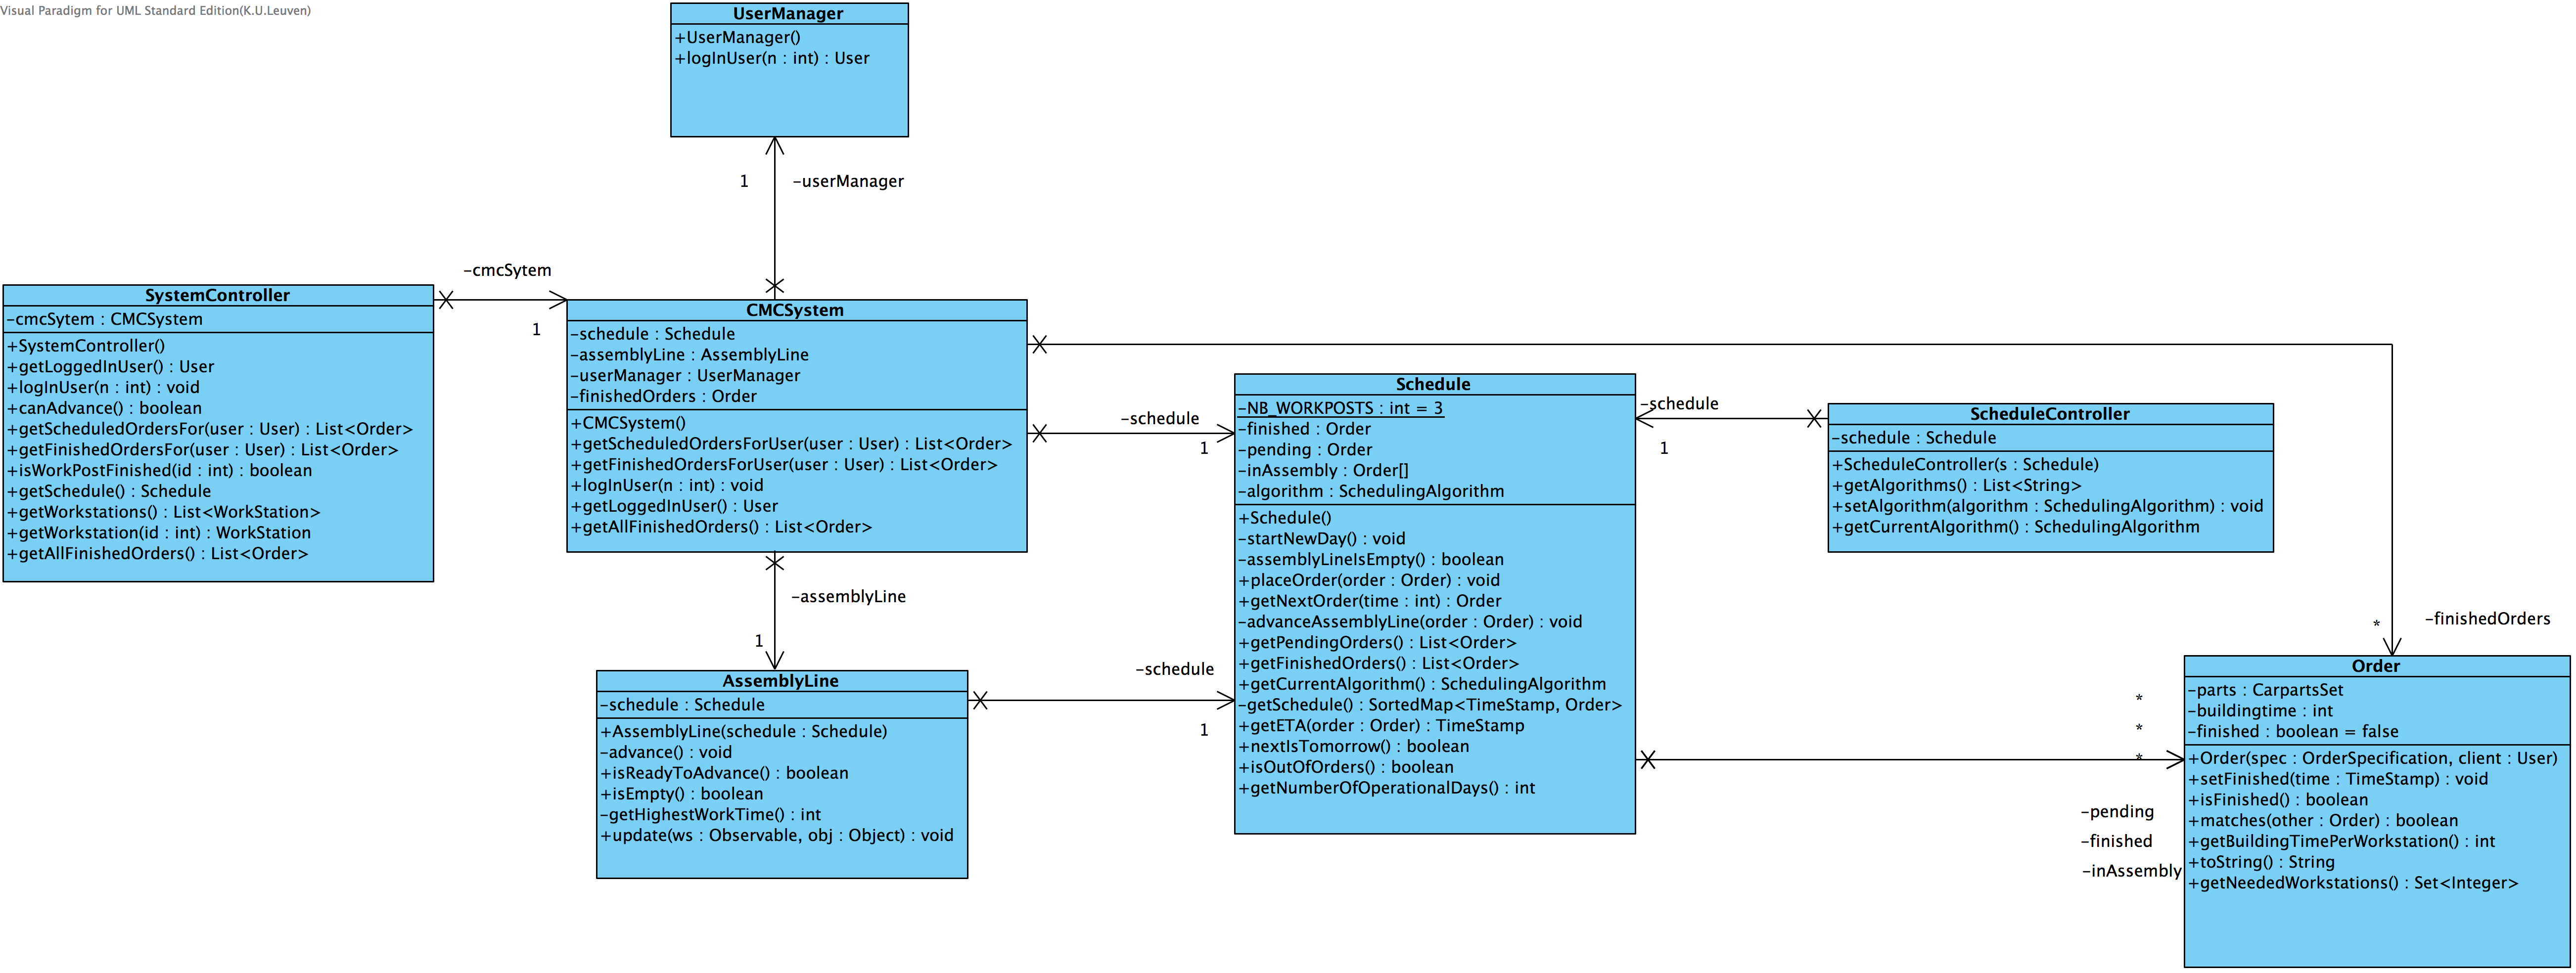 Visual Paradigm for UML Standard Edition(K.U.Leuven)
UserManager
+UserManager()
+logInUser(n : int) : User
1
-userManager
-cmcSytem
1
SystemController
-cmcSytem : CMCSystem
+SystemController()
+getLoggedInUser() : User
+logInUser(n : int) : void
+canAdvance() : boolean
+getScheduledOrdersFor(user : User) : List<Order>
+getFinishedOrdersFor(user : User) : List<Order>
+isWorkPostFinished(id : int) : boolean
+getSchedule() : Schedule
+getWorkstations() : List<WorkStation>
+getWorkstation(id : int) : WorkStation
+getAllFinishedOrders() : List<Order>
CMCSystem
-schedule : Schedule
-assemblyLine : AssemblyLine
-userManager : UserManager
-finishedOrders : Order
+CMCSystem()
+getScheduledOrdersForUser(user : User) : List<Order>
+getFinishedOrdersForUser(user : User) : List<Order>
+logInUser(n : int) : void
+getLoggedInUser() : User
+getAllFinishedOrders() : List<Order>
-schedule
1
-assemblyLine
1
AssemblyLine
-schedule : Schedule
+AssemblyLine(schedule : Schedule)
-advance() : void
+isReadyToAdvance() : boolean
+isEmpty() : boolean
-getHighestWorkTime() : int
+update(ws : Observable, obj : Object) : void
-schedule
1
Schedule
-NB_WORKPOSTS : int = 3
-finished : Order
-pending : Order
-inAssembly : Order[]
-algorithm : SchedulingAlgorithm
+Schedule()
-startNewDay() : void
-assemblyLineIsEmpty() : boolean
+placeOrder(order : Order) : void
+getNextOrder(time : int) : Order
-advanceAssemblyLine(order : Order) : void
+getPendingOrders() : List<Order>
+getFinishedOrders() : List<Order>
+getCurrentAlgorithm() : SchedulingAlgorithm
-getSchedule() : SortedMap<TimeStamp, Order>
+getETA(order : Order) : TimeStamp
+nextIsTomorrow() : boolean
+isOutOfOrders() : boolean
+getNumberOfOperationalDays() : int
-schedule
1
ScheduleController
-schedule : Schedule
+ScheduleController(s : Schedule)
+getAlgorithms() : List<String>
+setAlgorithm(algorithm : SchedulingAlgorithm) : void
+getCurrentAlgorithm() : SchedulingAlgorithm
*
-finishedOrders
*
*
*
-pending
-finished
-inAssembly
Order
-parts : CarpartsSet
-buildingtime : int
-finished : boolean = false
+Order(spec : OrderSpecification, client : User)
+setFinished(time : TimeStamp) : void
+isFinished() : boolean
+matches(other : Order) : boolean
+getBuildingTimePerWorkstation() : int
+toString() : String
+getNeededWorkstations() : Set<Integer>